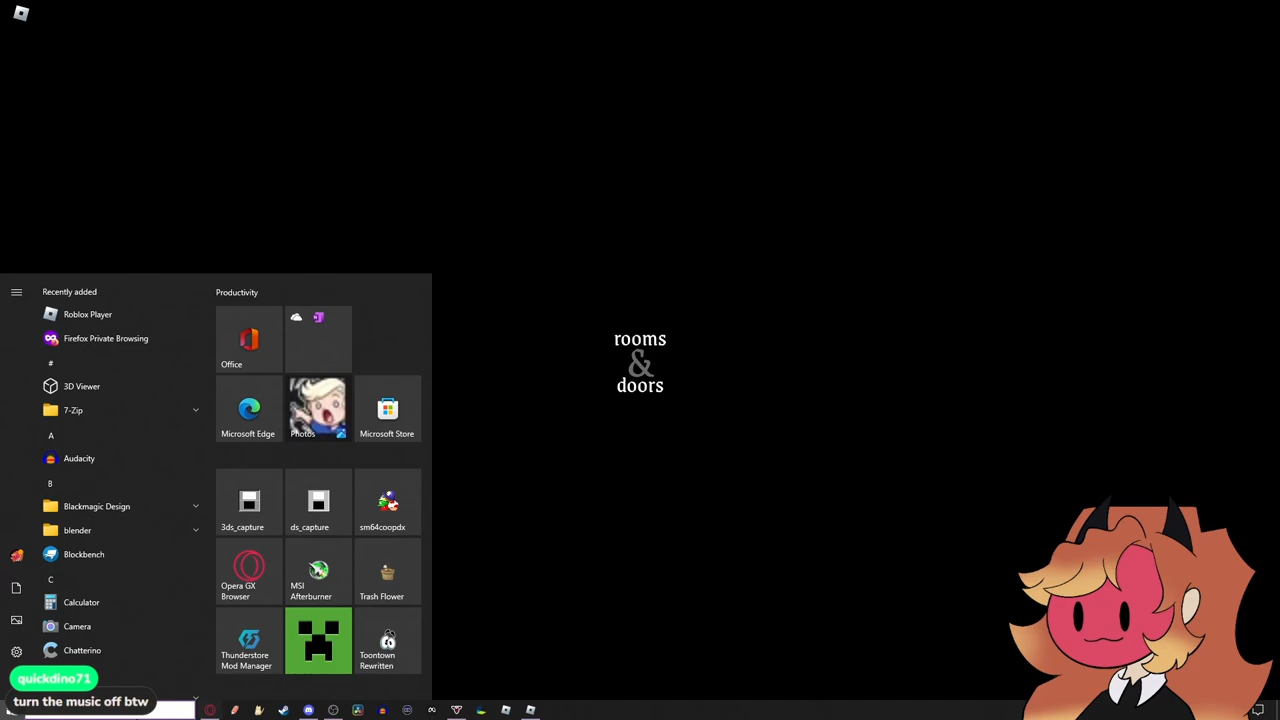 Recently added
Roblox Player
Firefox Private Browsing
#
3D Viewer
7-Zip
A
Audacity
B
Blackmagic Design
blender
Blockbench
C
Calculator
Camera
Chatterino
Productivity
Office
Microsoft Edge
Photos
Microsoft Store
3ds_capture
ds_capture
sm64coopdx
Opera GX
Browser
MSI
Afterburner
Trash Flower
Thunderstore
Mod Manager
Toontown
Rewritten
rooms
&
doors
quickdino71
turn the music off btw